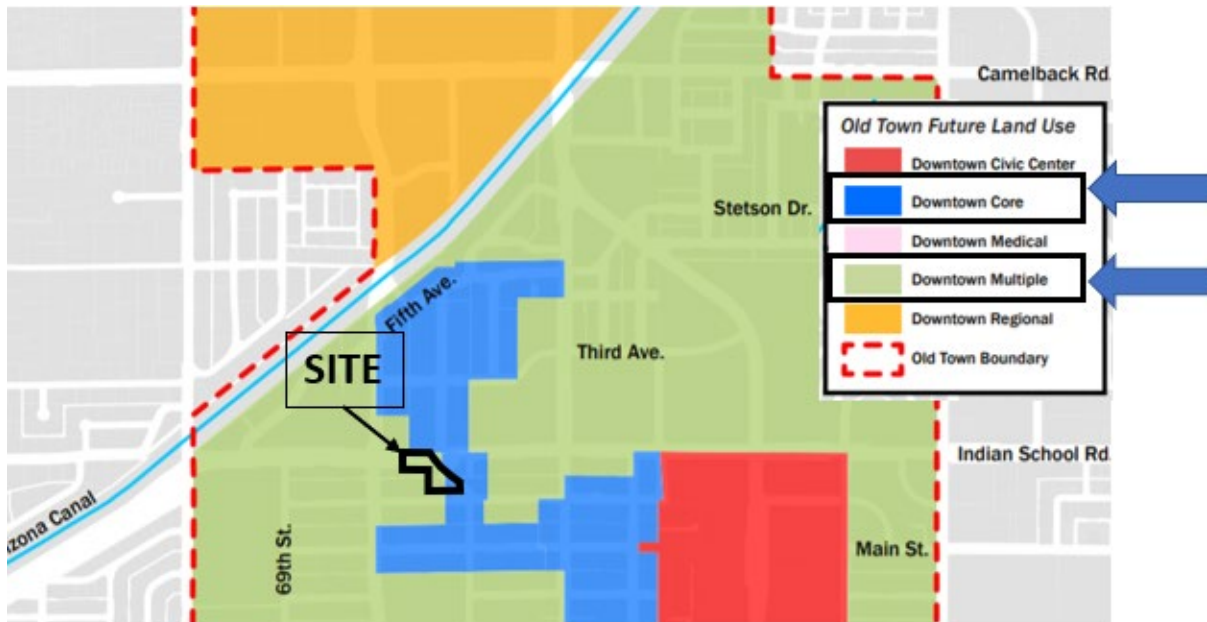 Camelback Rd.
Old Town Future Land Use
Downtown Civic Center
Downtown Core
Downtown Medical
Downtown Multiple
Downtown Regional
Old Town Boundary
Stetson Dr.
Fifth Ave.
Third Ave.
SITE
Indian School Rd.
izona Canal
69th St.
Main St.